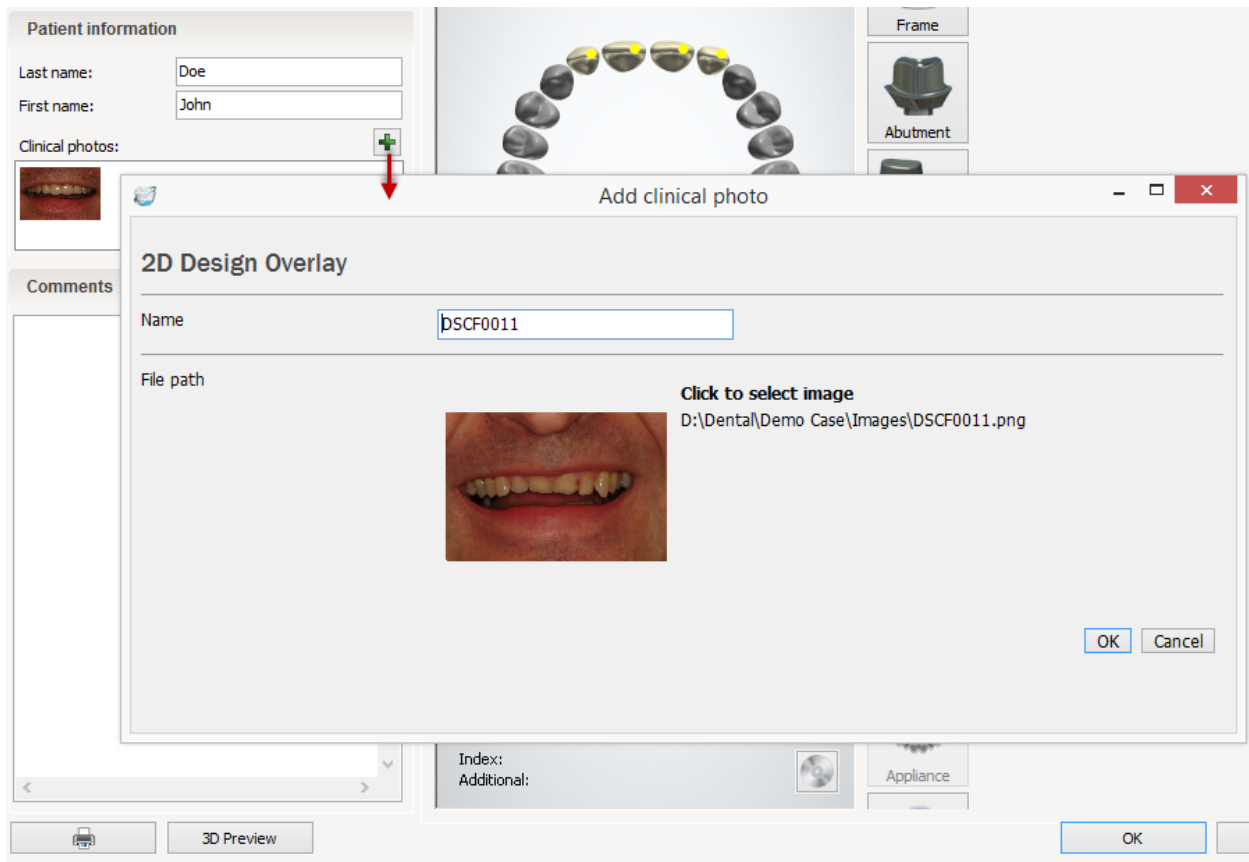 Patient information
Last name:
Doe
First name:
John
Clinical photos:
Frame
Abutment
Add clinical photo
2D Design Overlay
Name
DSCF0011
File path
Click to select image
D:\Dental\Demo Case\Images\DSCF0011.png
OK
Cancel
Comments
Index:
Additional:
Appliance
3D Preview
OK